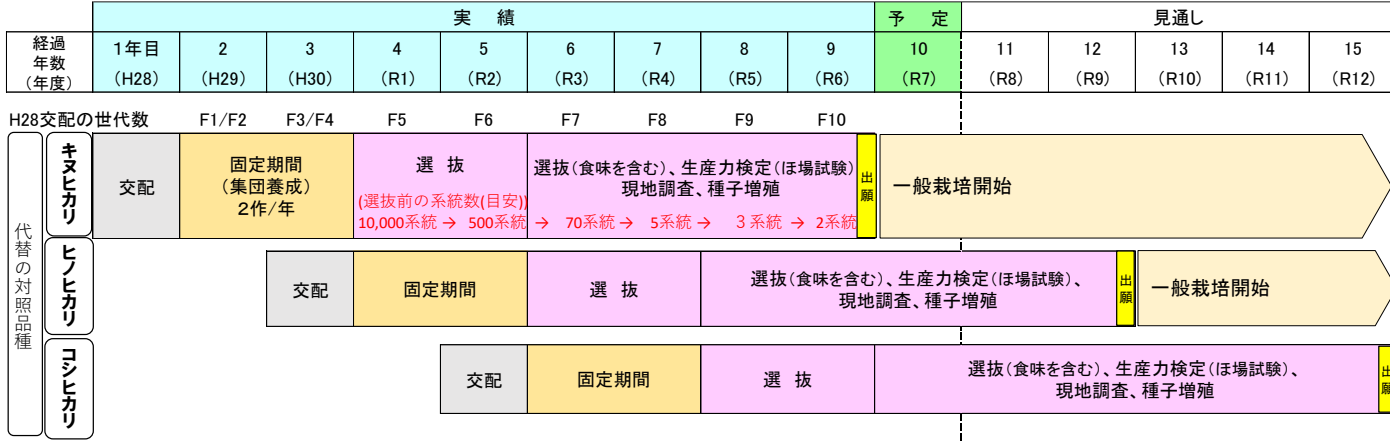 実　績
予　定
見通し
経過
年数
(年度)
1年目
(H28)
2
(H29)
3
(H30)
4
(R1)
5
(R2)
6
(R3)
7
(R4)
8
(R5)
9
(R6)
10
(R7)
11
(R8)
12
(R9)
13
(R10)
14
(R11)
15
(R12)
H28交配の世代数
F1/F2
F3/F4
F5
F6
F7
F8
F9
F10
代替の対照品種
キヌヒカリ
交配
固定期間
(集団養成)
2作/年
選　抜
(選抜前の系統数(目安))
10,000系統 → 500系統 → 70系統 → 5系統 → 3系統 → 2系統
選抜(食味を含む)、生産力検定(ほ場試験)
現地調査、種子増殖
出願
一般栽培開始
ヒノヒカリ
交配
固定期間
選　抜
選抜(食味を含む)、生産力検定(ほ場試験)、
現地調査、種子増殖
出願
一般栽培開始
コシヒカリ
交配
固定期間
選　抜
選抜(食味を含む)、生産力検定(ほ場試験)、
現地調査、種子増殖
出願